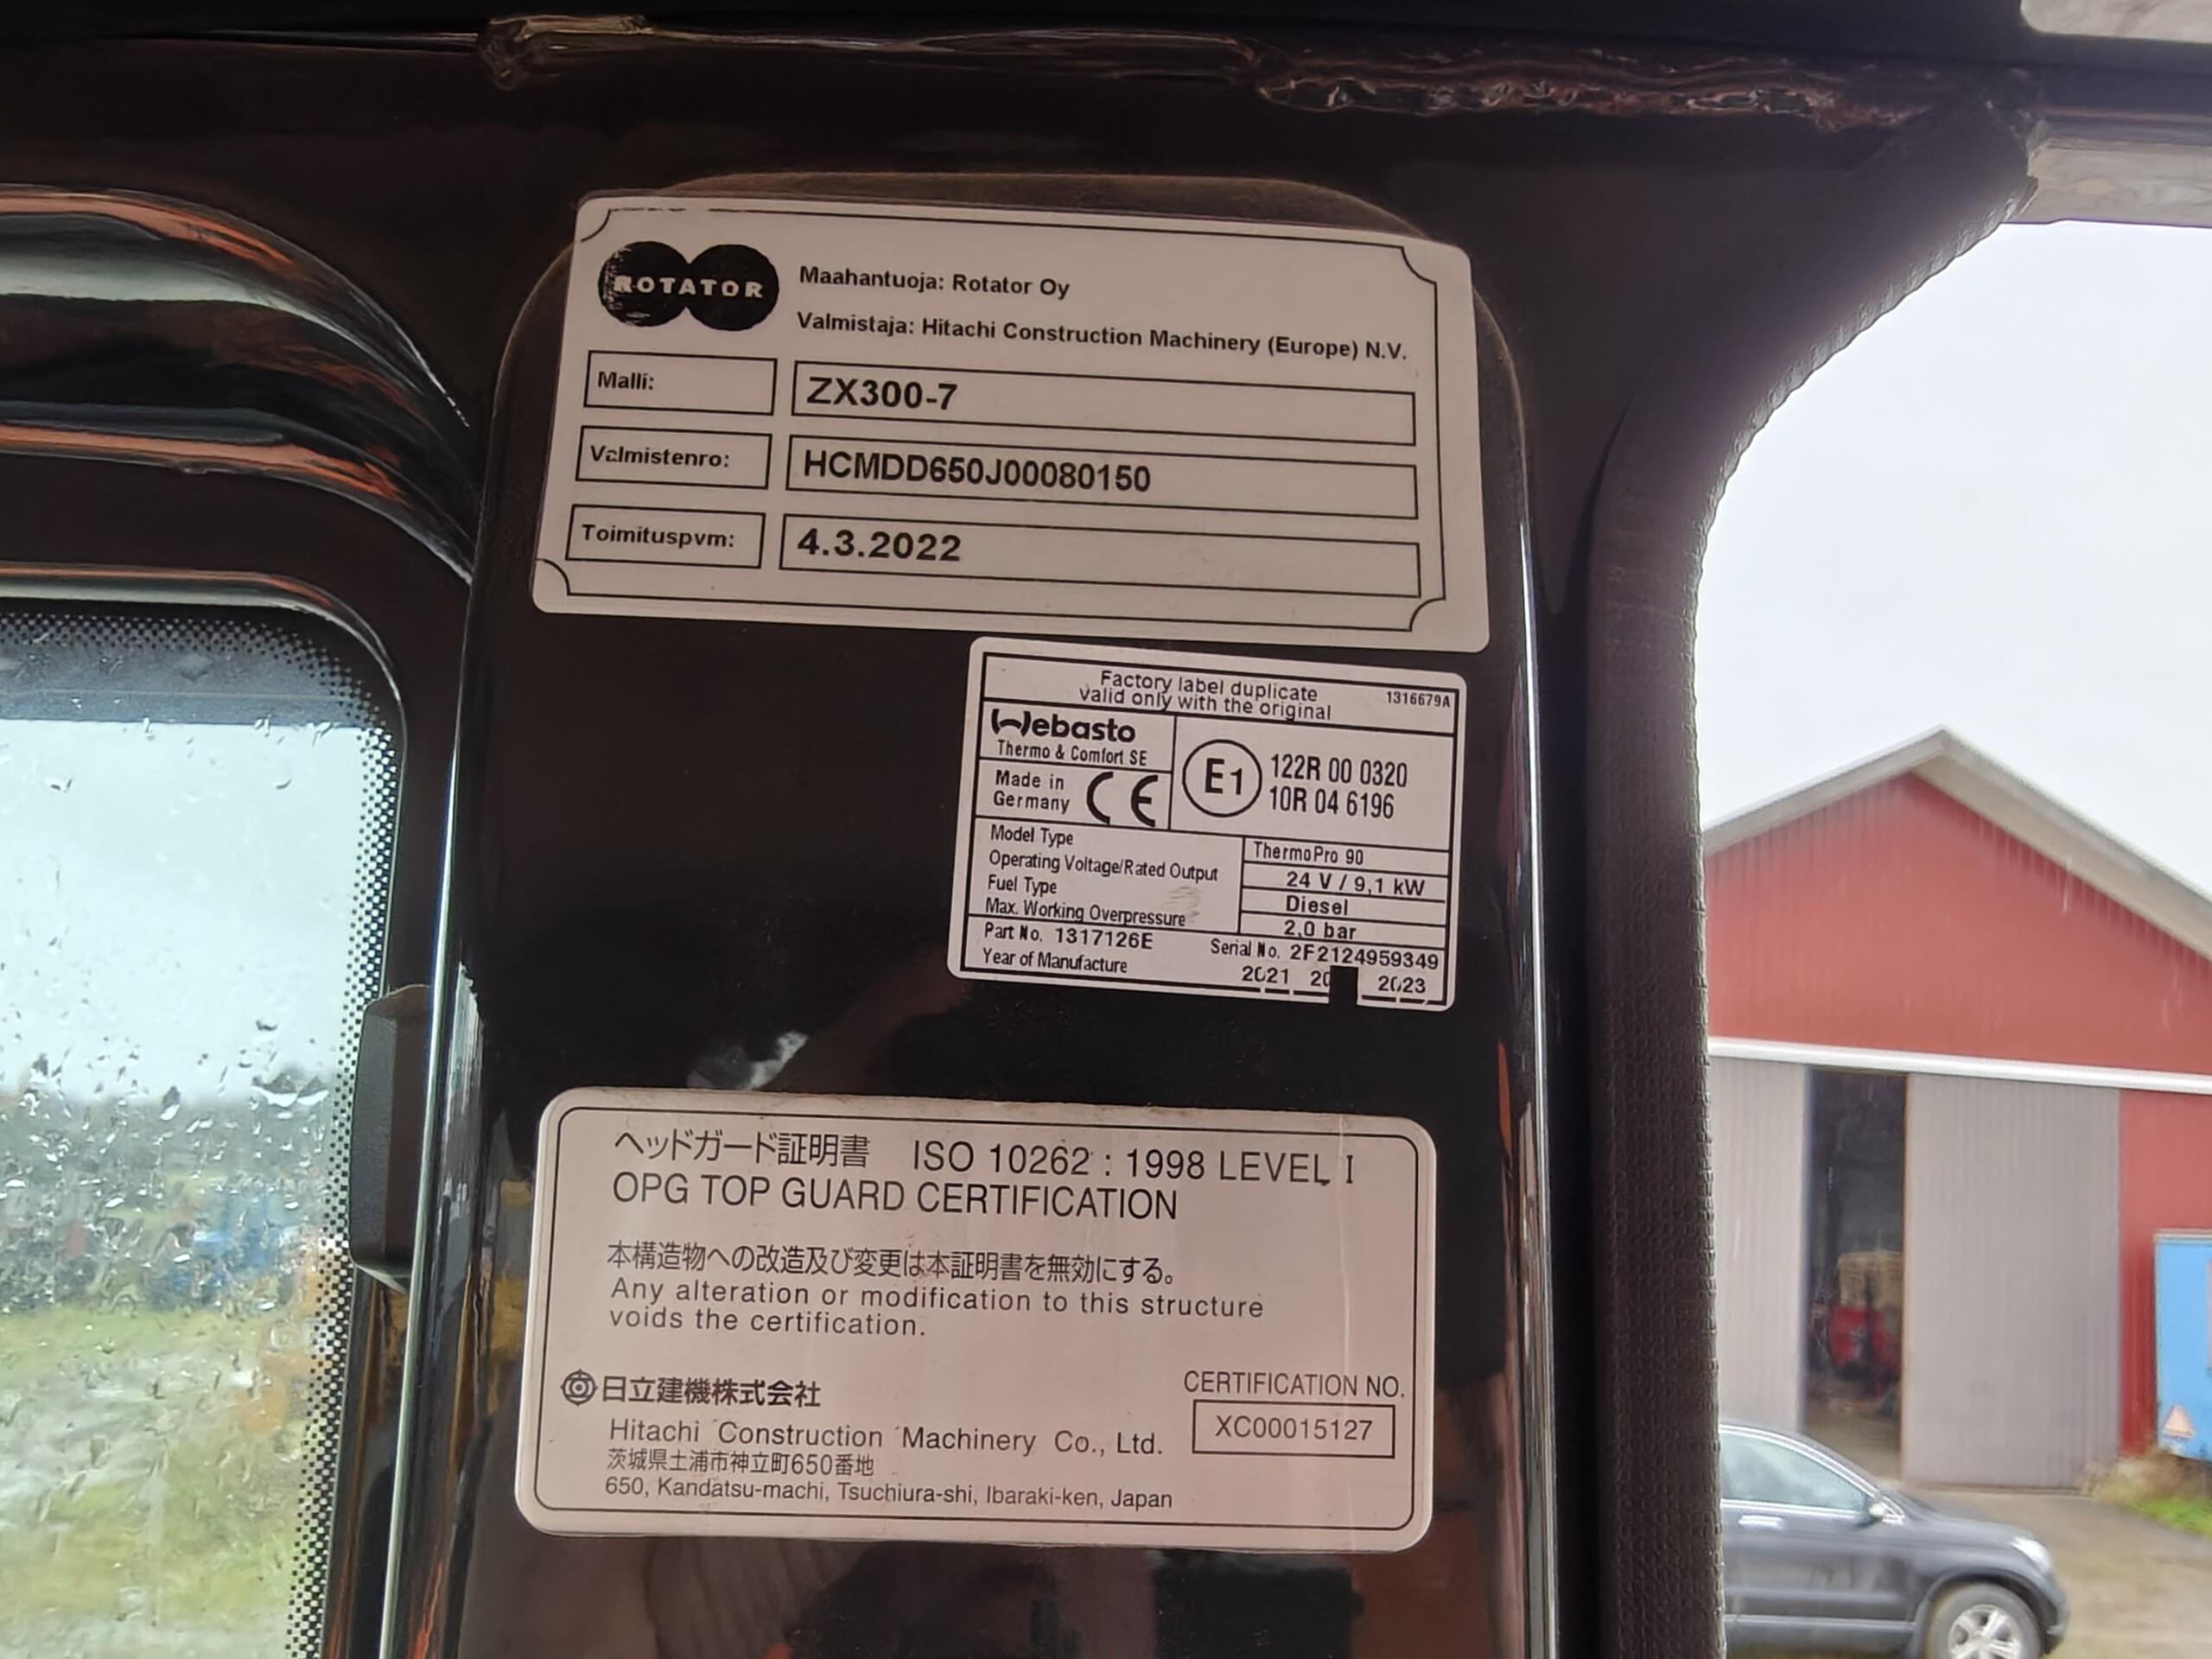 ROTATOR
Maahantuoja: Rotator Oy
Valmistaja: Hitachi Construction Machinery (Europe) N.V.
Malli: ZX300-7
Valmistenro: HCMDD650J00080150
Toimituspvm: 4.3.2022
Factory label duplicate
valid only with the original
1316679A
Webasto
Thermo & Comfort SE
Made in
Germany
CE
E1
122R 00 0320
10R 04 6196
Model Type ThermoPro 90
Operating Voltage/Rated Output 24 V / 9,1 kW
Fuel Type Diesel
Max. Working Overpressure 2,0 bar
Part No. 1317126E Serial No. 2F2124959349
Year of Manufacture 2021 20 2023
ヘッドガード証明書 ISO 10262 : 1998 LEVEL I
OPG TOP GUARD CERTIFICATION
本構造物への改造及び変更は本証明書を無効にする。
Any alteration or modification to this structure
voids the certification.
日立建機株式会社
CERTIFICATION NO.
Hitachi Construction Machinery Co., Ltd.
XC00015127
茨城県土浦市神立町650番地
650, Kandatsu-machi, Tsuchiura-shi, Ibaraki-ken, Japan